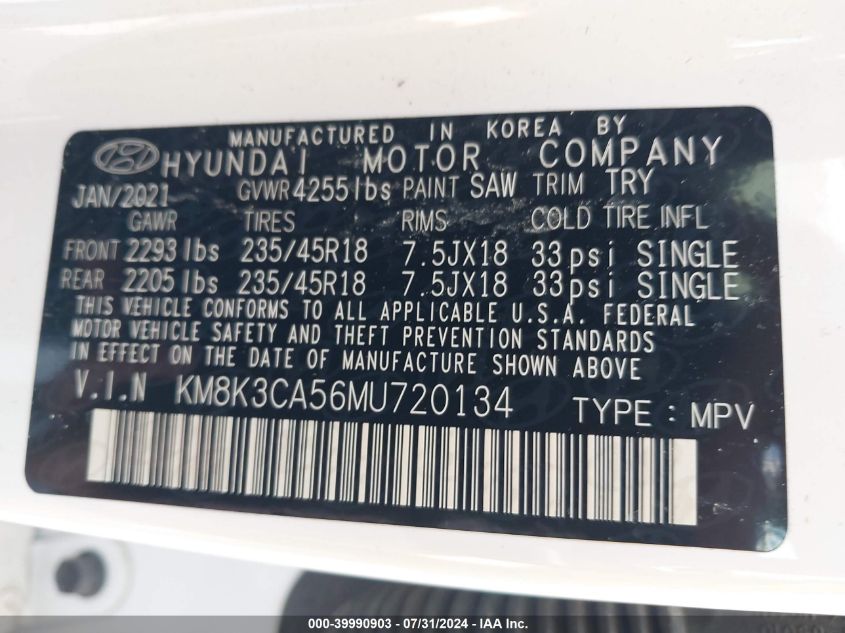 MANUFACTURED IN KOREA BY
HYUNDAI MOTOR COMPANY
JAN/2021 GVWR 4255 lbs PAINT SAW TRIM TRY
GAWR TIRES RIMS COLD TIRE INFL
FRONT 2293 lbs 235/45R18 7.5JX18 33psi SINGLE
REAR 2205 lbs 235/45R18 7.5JX18 33psi SINGLE
THIS VEHICLE CONFORMS TO ALL APPLICABLE U.S.A. FEDERAL
MOTOR VEHICLE SAFETY AND THEFT PREVENTION STANDARDS
IN EFFECT ON THE DATE OF MANUFACTURE SHOWN ABOVE
V.I.N KM8K3CA56MU720134 TYPE : MPV
000-39990903 / 07/31/2024 - IAA Inc.